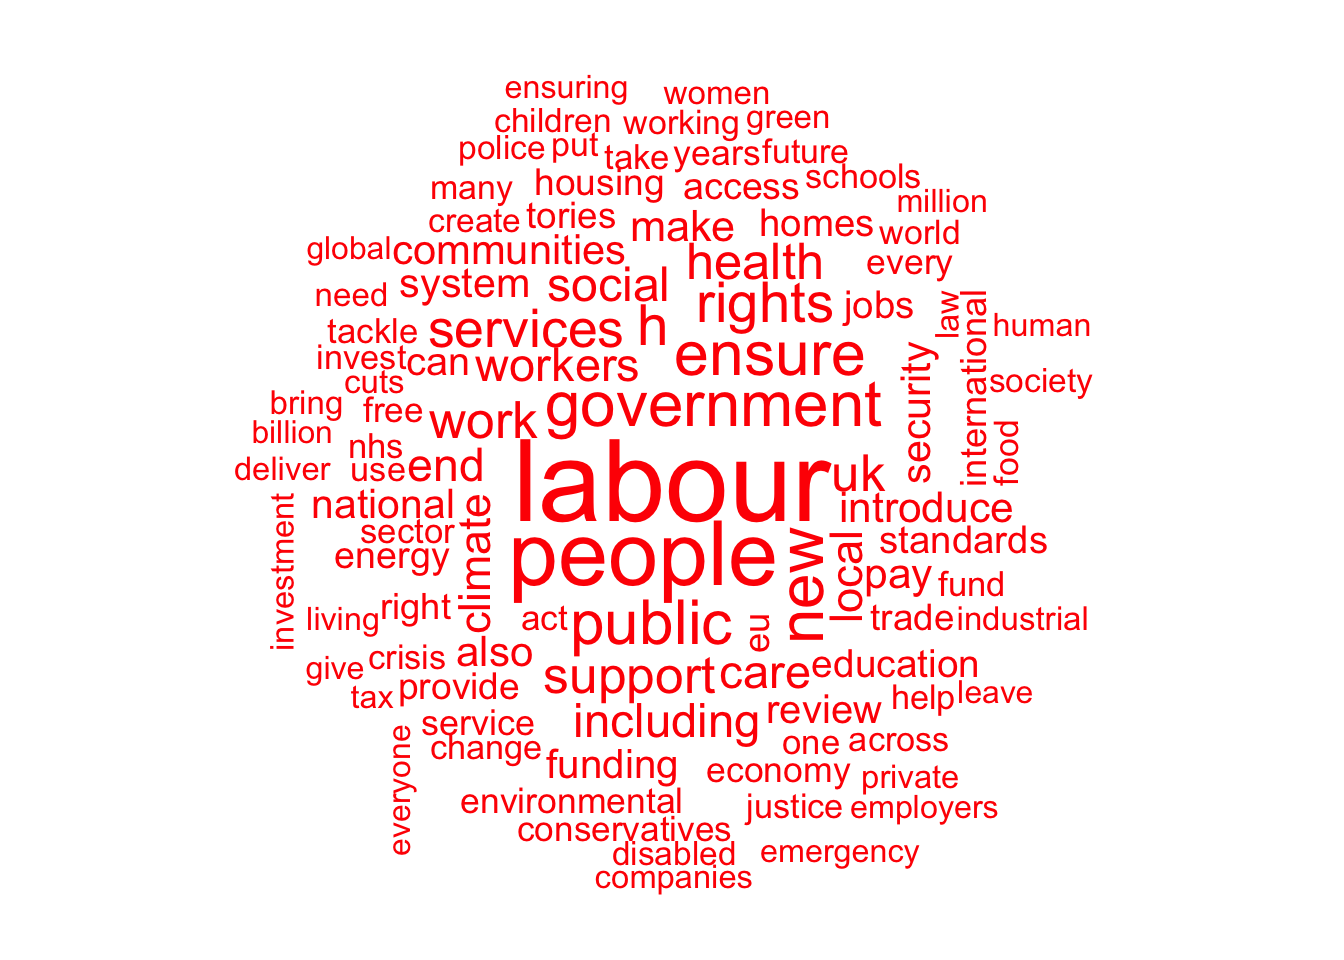 ensuring women
children working green
police put take years future
many housing access schools
create tories make homes million
global communities health world
need system social rights every
tackle services h jobs law international human
invest can workers ensure security society
cuts
bring free work government food
billion nhs
deliver use end labour uk
investment national climate introduce
sector people new local standards
energy pay fund
living right act public eu trade industrial
give crisis also support care education
tax provide help leave
everyone service including review
change one across
funding economy private
environmental justice employers
conservatives
disabled emergency
companies